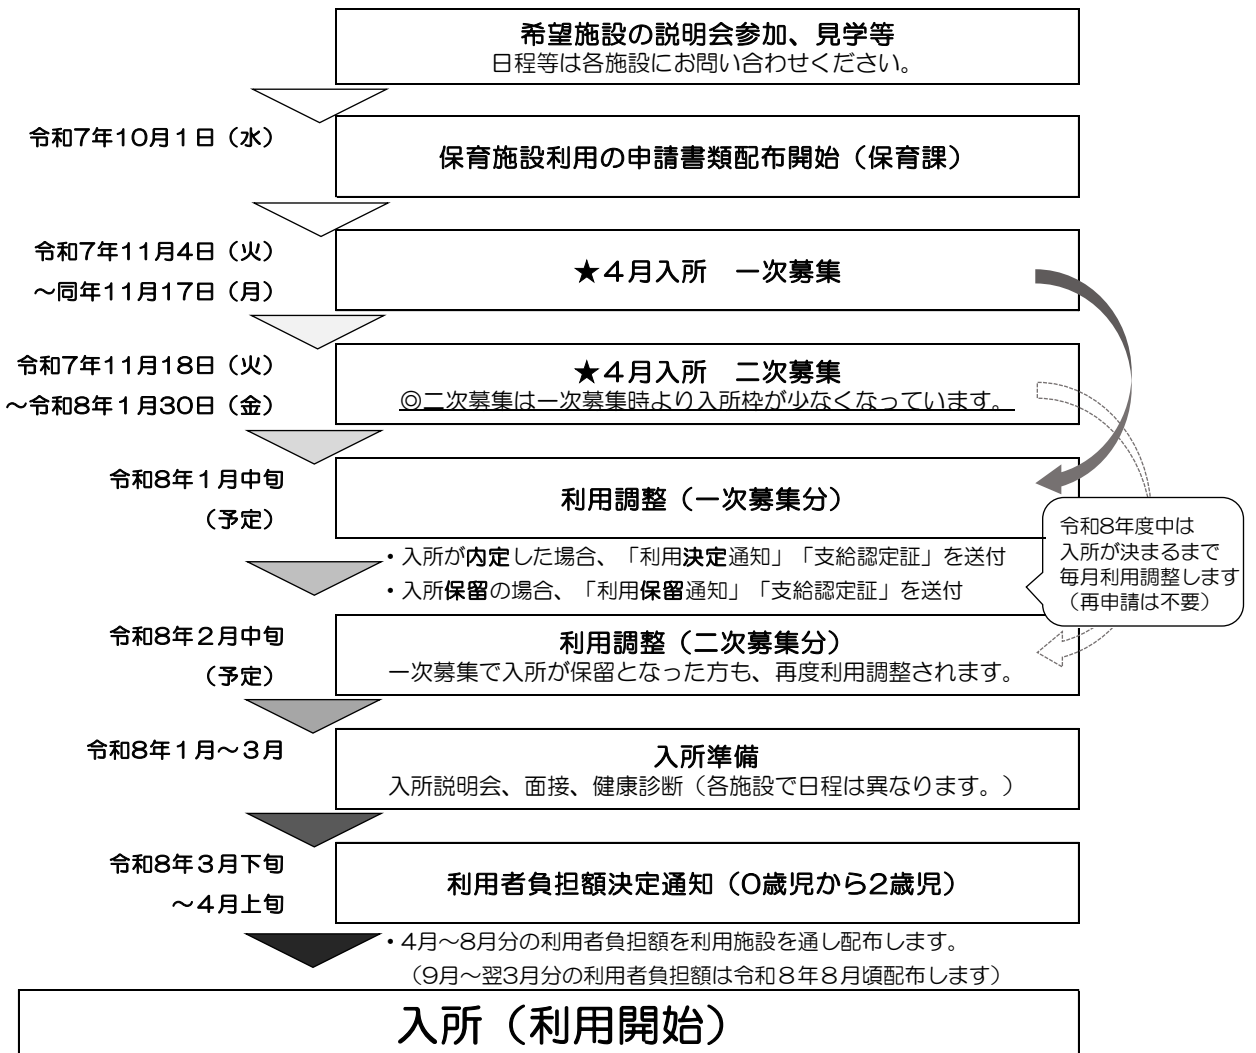 希望施設の説明会参加、見学等
日程等は各施設にお問い合わせください。
令和7年10月1日（水）
保育施設利用の申請書類配布開始（保育課）
令和7年11月4日（火）
～同年11月17日（月）
★４月入所　一次募集
令和7年11月18日（火）
～令和8年1月30日（金）
★４月入所　二次募集
◎二次募集は一次募集時より入所枠が少なくなっています。
令和8年１月中旬
（予定）
利用調整（一次募集分）
・入所が内定した場合、「利用決定通知」「支給認定証」を送付
・入所保留の場合、「利用保留通知」「支給認定証」を送付
令和8年度中は
入所が決まるまで
毎月利用調整します
（再申請は不要）
令和8年２月中旬
（予定）
利用調整（二次募集分）
一次募集で入所が保留となった方も、再度利用調整されます。
令和8年１月～３月
入所準備
入所説明会、面接、健康診断（各施設で日程は異なります。）
令和8年３月下旬
～４月上旬
利用者負担額決定通知（0歳児から2歳児）
・4月～8月分の利用者負担額を利用施設を通し配布します。
（9月～翌3月分の利用者負担額は令和８年８月頃配布します）
入所（利用開始）